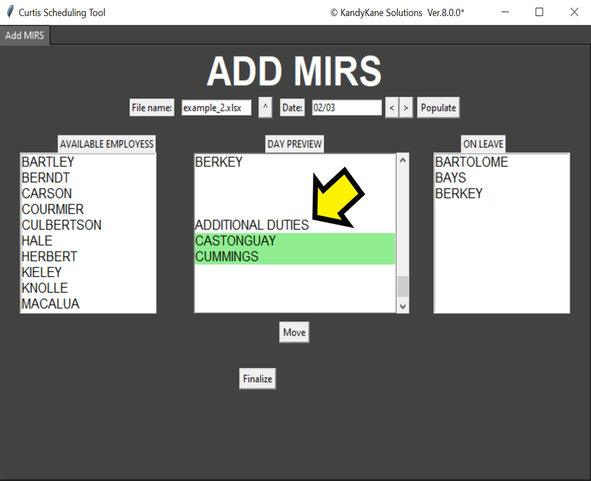 Curtis Scheduling Tool © KandyKane Solutions Ver.8.0.0*
Add MIRS
ADD MIRS
File name: example_2.xlsx ^ Date: 02/03 < > Populate
AVAILABLE EMPLOYESS
BARTLEY
BERNDT
CARSON
COURMIER
CULBERTSON
HALE
HERBERT
KIELEY
KNOLLE
MACALUA
DAY PREVIEW
BERKEY
ADDITIONAL DUTIES
CASTONGUAY
CUMMINGS
ON LEAVE
BARTOLOME
BAYS
BERKEY
Move
Finalize